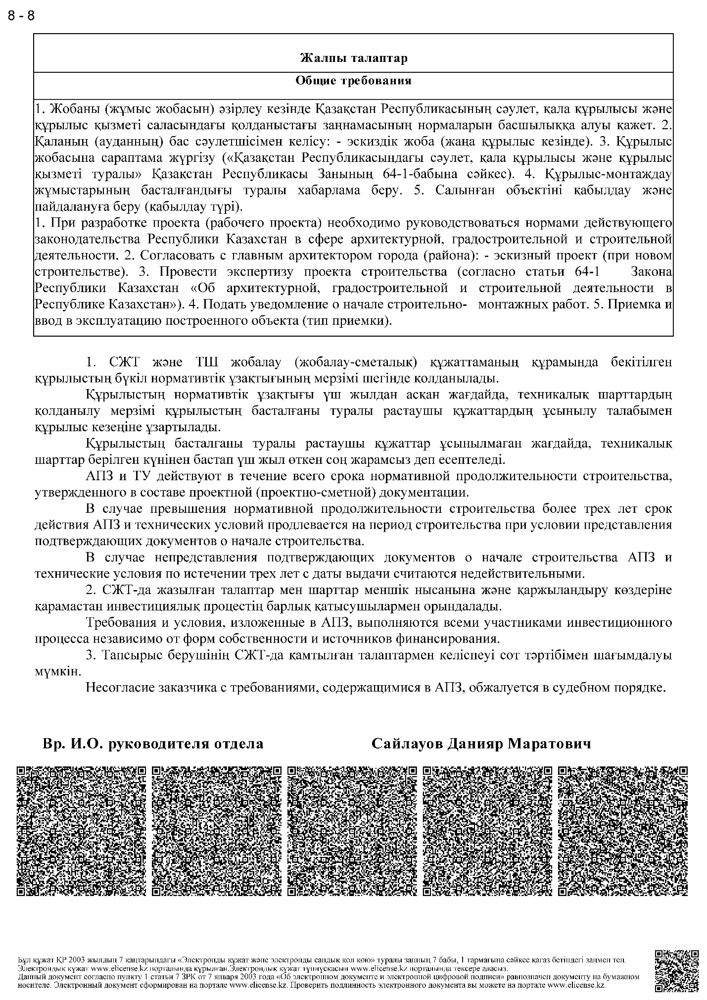 8 - 8
Жалпы талаптар
Общие требования
1. Жобаны (жұмыс жобасын) әзірлеу кезінде Қазақстан Республикасының сәулет, қала құрылысы және
құрылыс қызметі саласындағы қолданыстағы заңнамасының нормаларын басшылыққа алуы қажет. 2.
Қаланың (ауданның) бас сәулетшісімен келісу: - эскиздік жоба (жаңа құрылыс кезінде). 3. Құрылыс
жобасына сараптама жүргізу («Қазақстан Республикасындағы сәулет, қала құрылысы және құрылыс
қызметі туралы» Қазақстан Республикасы Занының 64-1-бабына сәйкес). 4. Құрылыс-монтаждау
жұмыстарының басталғандығы туралы хабарлама беру. 5. Салынған объектіні қабылдау және
пайдалануға беру (қабылдау түрі).
1. При разработке проекта (рабочего проекта) необходимо руководствоваться нормами действующего
законодательства Республики Казахстан в сфере архитектурной, градостроительной и строительной
деятельности. 2. Согласовать с главным архитектором города (района): - эскизный проект (при новом
строительстве). 3. Провести экспертизу проекта строительства (согласно статьи 64-1 Закона
Республики Казахстан «Об архитектурной, градостроительной и строительной деятельности в
Республике Казахстан»). 4. Подать уведомление о начале строительно- монтажных работ. 5. Приемка и
ввод в эксплуатацию построенного объекта (тип приемки).
1. СЖТ және ТШ жобалау (жобалау-сметалық) құжаттаманың құрамында бекітілген
құрылыстың бүкіл нормативтік ұзақтығының мерзімі шегінде қолданылады.
Құрылыстың нормативтік ұзақтығы үш жылдан асқан жағдайда, техникалық шарттардың
қолданылу мерзімі құрылыстың басталғаны туралы растаушы құжаттардың ұсынылу талабымен
құрылыс кезеңіне ұзартылады.
Құрылыстың басталғаны туралы растаушы құжаттар ұсынылмаған жағдайда, техникалық
шарттар берілген күнінен бастап үш жыл өткен соң жарамсыз деп есептеледі.
АПЗ и ТУ действуют в течение всего срока нормативной продолжительности строительства,
утвержденного в составе проектной (проектно-сметной) документации.
В случае превышения нормативной продолжительности строительства более трех лет срок
действия АПЗ и технических условий продлевается на период строительства при условии представления
подтверждающих документов о начале строительства.
В случае непредставления подтверждающих документов о начале строительства АПЗ и
технические условия по истечении трех лет с даты выдачи считаются недействительными.
2. СЖТ-да жазылған талаптар мен шарттар меншік нысанына және қаржыландыру көздеріне
қарамастан инвестициялық процестің барлық қатысушылармен орындалады.
Требования и условия, изложенные в АПЗ, выполняются всеми участниками инвестиционного
процесса независимо от форм собственности и источников финансирования.
3. Тапсырыс берушінің СЖТ-да қамтылған талаптармен келіспеуі сот тәртібімен шағымдалуы
мүмкін.
Несогласие заказчика с требованиями, содержащимися в АПЗ, обжалуется в судебном порядке.
Вр. И.О. руководителя отдела Сайлауов Данияр Маратович
Бұл құжат ҚР 2003 жылдың 7 қаңтарындағы «Электронды құжат және электронды сандық қол қою» туралы заңның 7 бабы, 1 тармағына сәйкес қағаз бетіндегі заңмен тең.
Электрондық құжат www.elicense.kz порталында құрылған.Электрондық құжат түпнұсқасын www.elicense.kz порталында тексере аласыз.
Данный документ согласно пункту 1 статьи 7 ЗРК от 7 января 2003 года «Об электронном документе и электронной цифровой подписи» равнозначен документу на бумажном
носителе. Электронный документ сформирован на портале www.elicense.kz. Проверить подлинность электронного документа вы можете на портале www.elicense.kz.